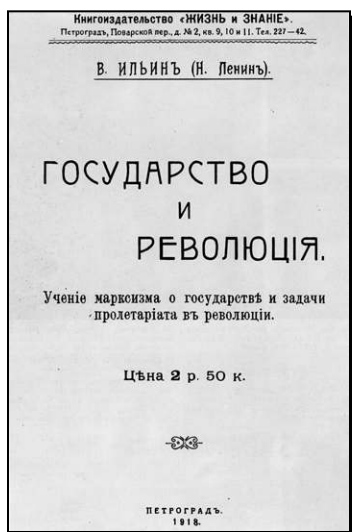 Книгоиздательство «ЖИЗНЬ и ЗНАНІЕ».
Петроградъ, Поварской пер., д. № 2, кв. 9, 10 и 11. Тел. 227—42.
В. ИЛЬИНЪ (Н. Ленинъ).
ГОСУДАРСТВО
И
РЕВОЛЮЦІЯ.
Ученіе марксизма о государствѣ и задачи
пролетаріата въ революціи.
Цѣна 2 р. 50 к.
ПЕТРОГРАДЪ.
1918.